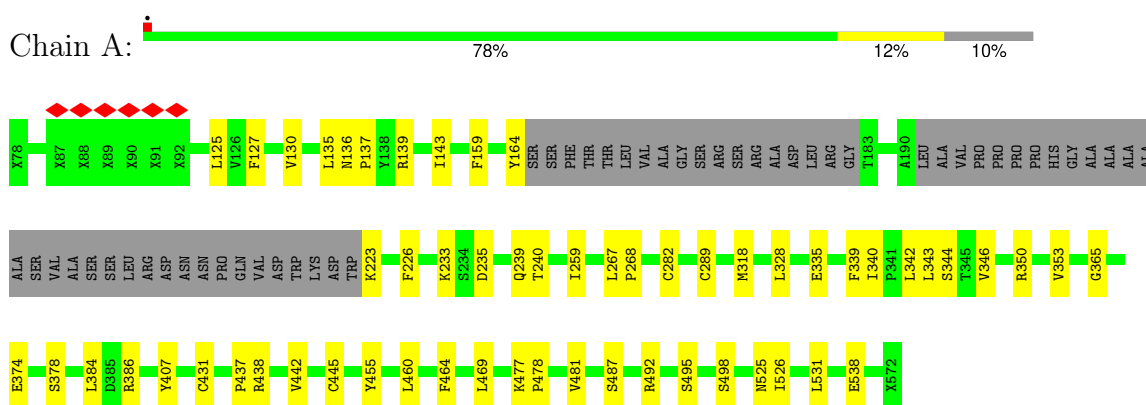 Chain A:
78% 12% 10%
X78 X87 X88 X89 X90 X91 X92 L125 V126 F127 V130 L135 N136 P137 Y138 R139 I143 F159 Y164 SER SER PHE THR THR LEU VAL ALA GLY SER ARG SER ARG ALA ASP LEU ARG GLY T183 A190 LEU ALA VAL PRO PRO PRO PRO HIS GLY ALA ALA ALA ALA
ALA SER VAL ALA SER SER LEU ARG ASP ASN ASN PRO GLN VAL ASP TRP LYS ASP TRP K223 F226 K233 S234 D235 Q239 T240 I259 L267 P268 C282 C289 M318 L328 E335 F339 I340 P341 L342 L343 S344 T345 V346 R350 V353 G365
E374 S378 L384 D385 R386 Y407 C431 P437 R438 V442 C445 Y455 L460 F464 L469 K477 P478 V481 S487 R492 S495 S498 N525 I526 L531 E538 X572